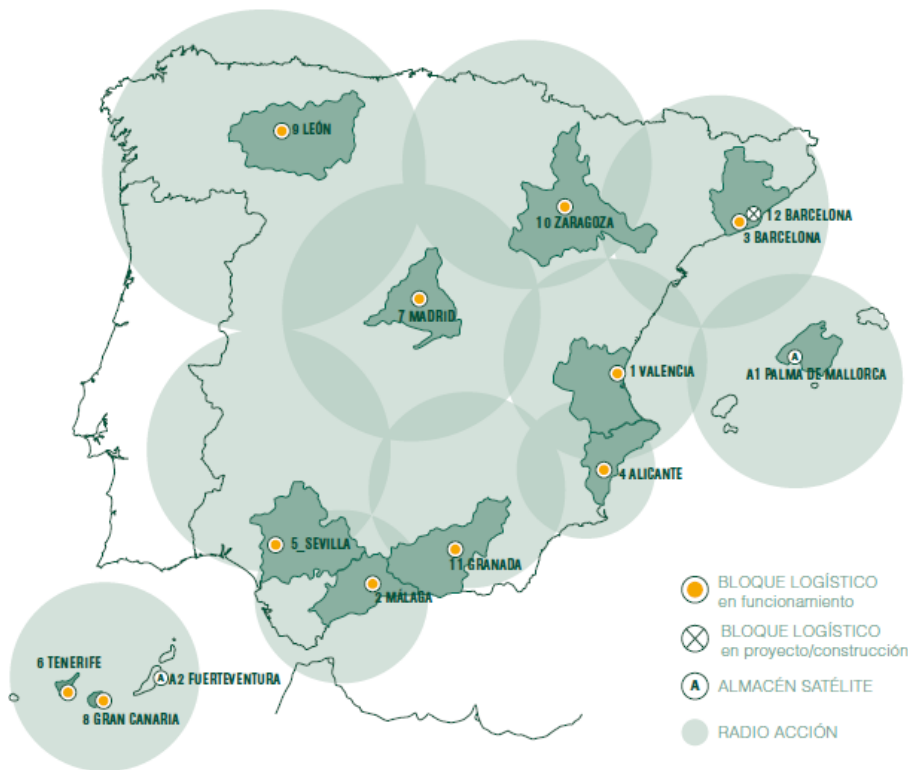 9 LEÓN
10 ZARAGOZA
12 BARCELONA
3 BARCELONA
7 MADRID
1 VALENCIA
A
A1 PALMA DE MALLORCA
4 ALICANTE
5_SEVILLA
11 GRANADA
2 MÁLAGA
6 TENERIFE
A
A2 FUERTEVENTURA
8 GRAN CANARIA
BLOQUE LOGÍSTICO
en funcionamiento
BLOQUE LOGÍSTICO
en proyecto/construcción
A
ALMACÉN SATÉLITE
RADIO ACCIÓN